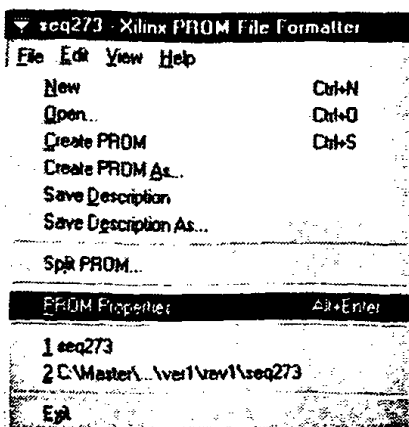 seq273 - Xilinx PROM File Formatter
File Edit View Help
New Ctrl+N
Open... Ctrl+O
Create PROM Ctrl+S
Create PROM As...
Save Description
Save Description As...
Split PROM...
PROM Properties Alt+Enter
1 seq273
2 C:\Master\...\ver1\rev1\seq273
Exit